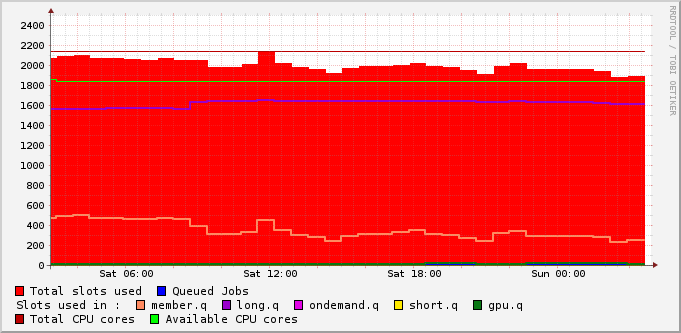 2400
2200
2000
1800
1600
1400
1200
1000
800
600
400
200
0
Sat 06:00 Sat 12:00 Sat 18:00 Sun 00:00
Total slots used Queued Jobs
Slots used in : member.q long.q ondemand.q short.q gpu.q
Total CPU cores Available CPU cores
RRDTOOL / TOBI OETIKER